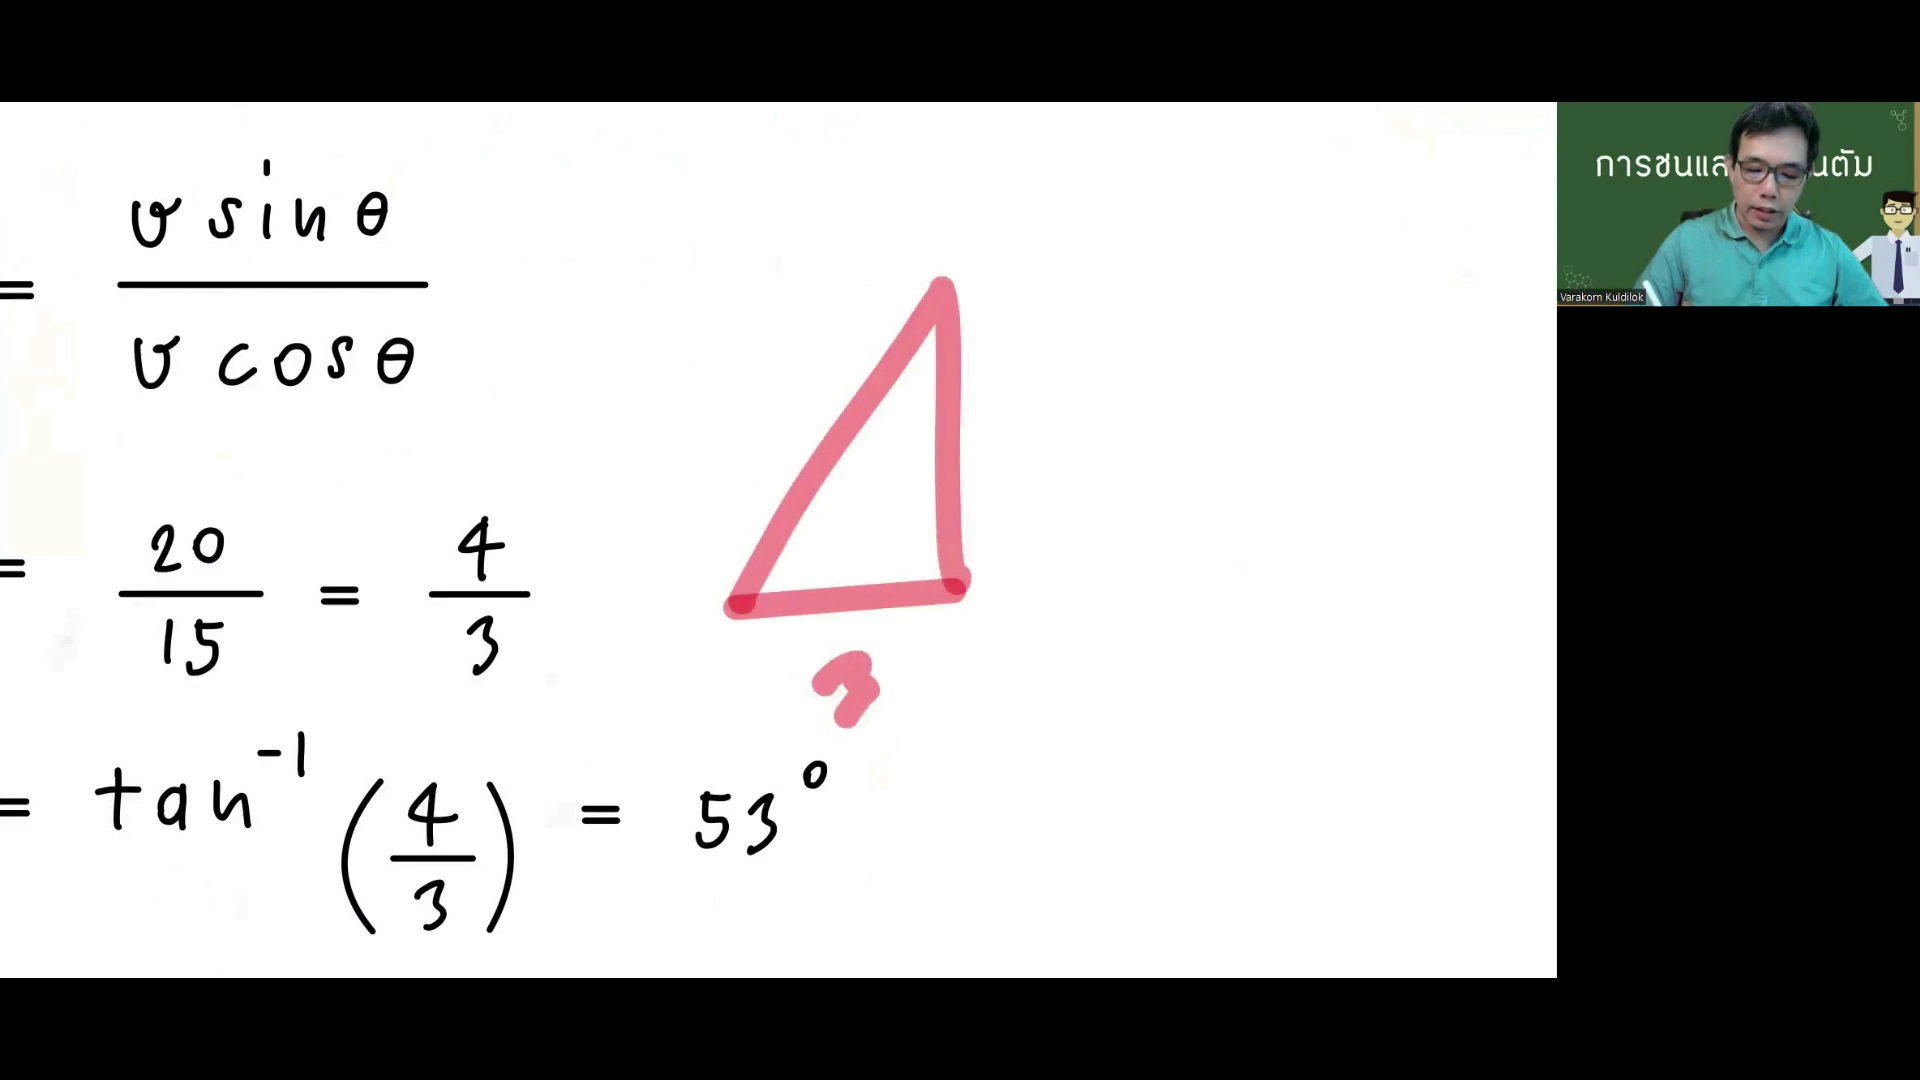 = v sin θ / v cos θ
= 20 / 15 = 4 / 3
3
= tan⁻¹ (4 / 3) = 53°
การชนแล นตัม
Varakorn Kuldilok